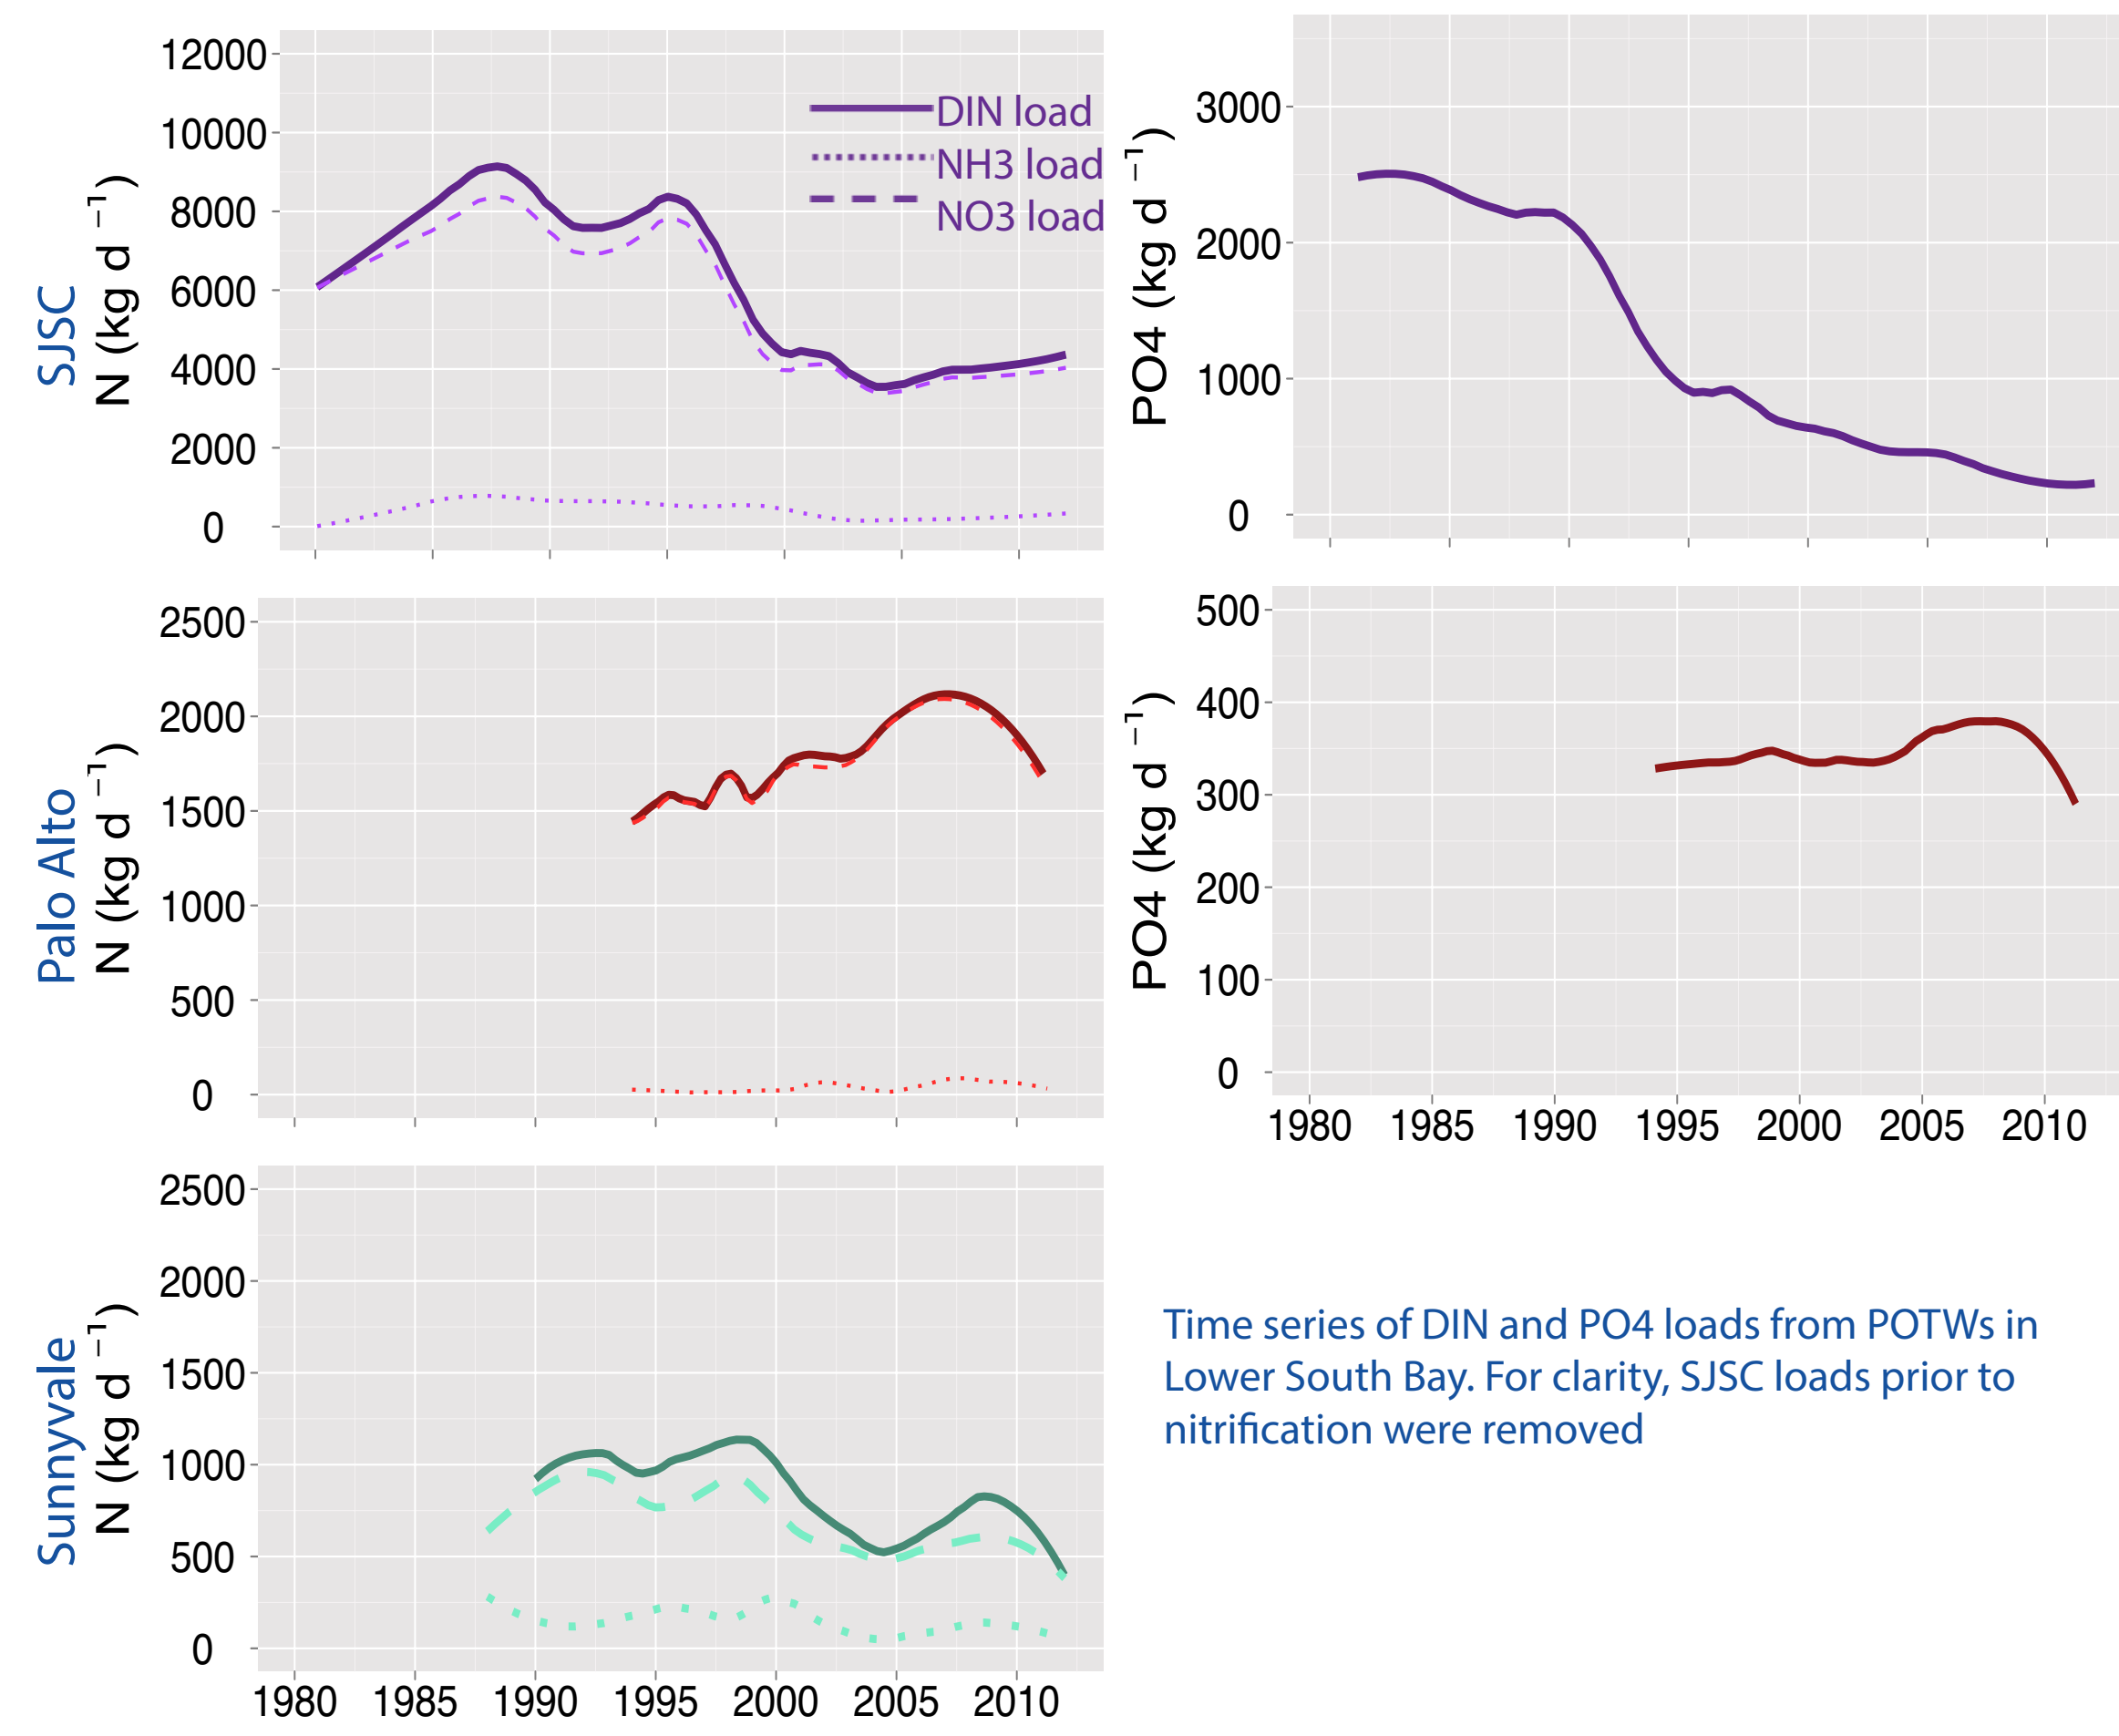 12000
10000
8000
6000
4000
2000
0
SJSC
N (kg d ⁻¹)
DIN load
NH3 load
NO3 load
3000
2000
1000
0
PO4 (kg d ⁻¹)
2500
2000
1500
1000
500
0
Palo Alto
N (kg d ⁻¹)
500
400
300
200
100
0
PO4 (kg d ⁻¹)
1980 1985 1990 1995 2000 2005 2010
2500
2000
1500
1000
500
0
Sunnyvale
N (kg d ⁻¹)
1980 1985 1990 1995 2000 2005 2010
Time series of DIN and PO4 loads from POTWs in
Lower South Bay. For clarity, SJSC loads prior to
nitrification were removed